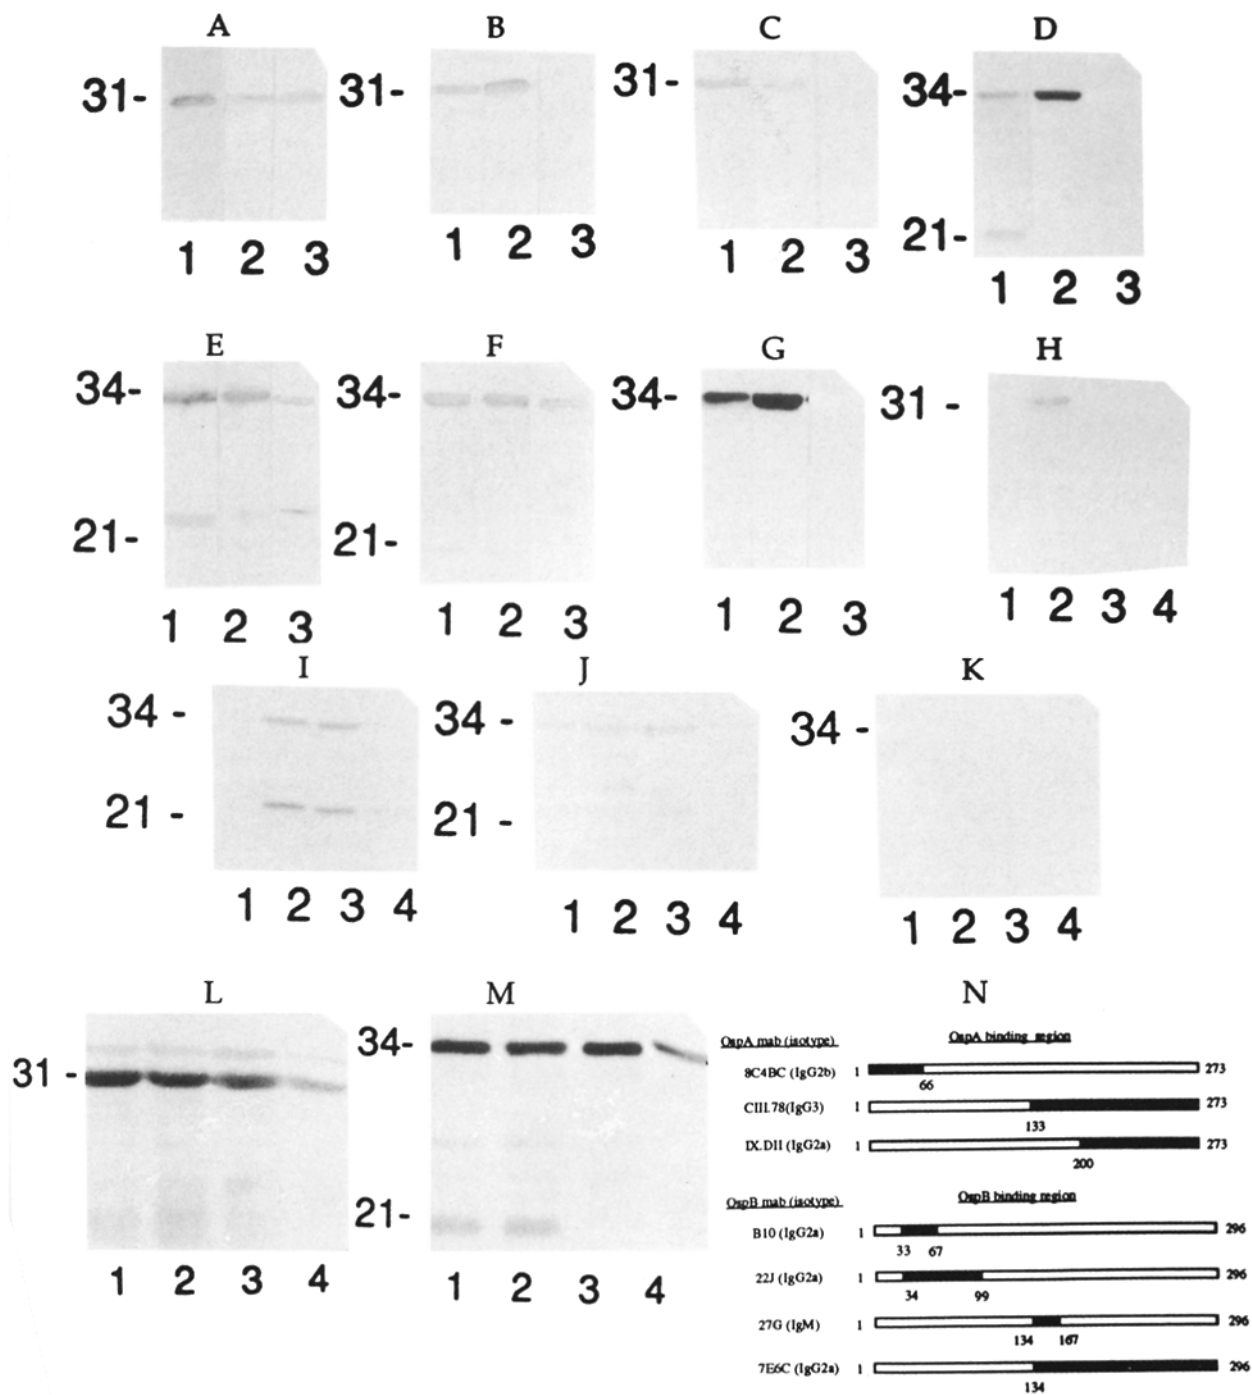 A B C D
31- 31- 31- 34-
21-
1 2 3 1 2 3 1 2 3 1 2 3
E F G H
34- 34- 34- 31 -
21- 21-
1 2 3 1 2 3 1 2 3 1 2 3 4
I J K
34 - 34 - 34 -
21 - 21 -
1 2 3 4 1 2 3 4 1 2 3 4
L M N
31 - 34-
21-
1 2 3 4 1 2 3 4
OspA mab (isotype) OspA binding region
8C4BC (IgG2b) 1 273
66
CIII.78(IgG3) 1 273
133
IX.DII (IgG2a) 1 273
200
OspB mab (isotype) OspB binding region
B10 (IgG2a) 1 296
33 67
22J (IgG2a) 1 296
34 99
27G (IgM) 1 296
134 167
7E6C (IgG2a) 1 296
134